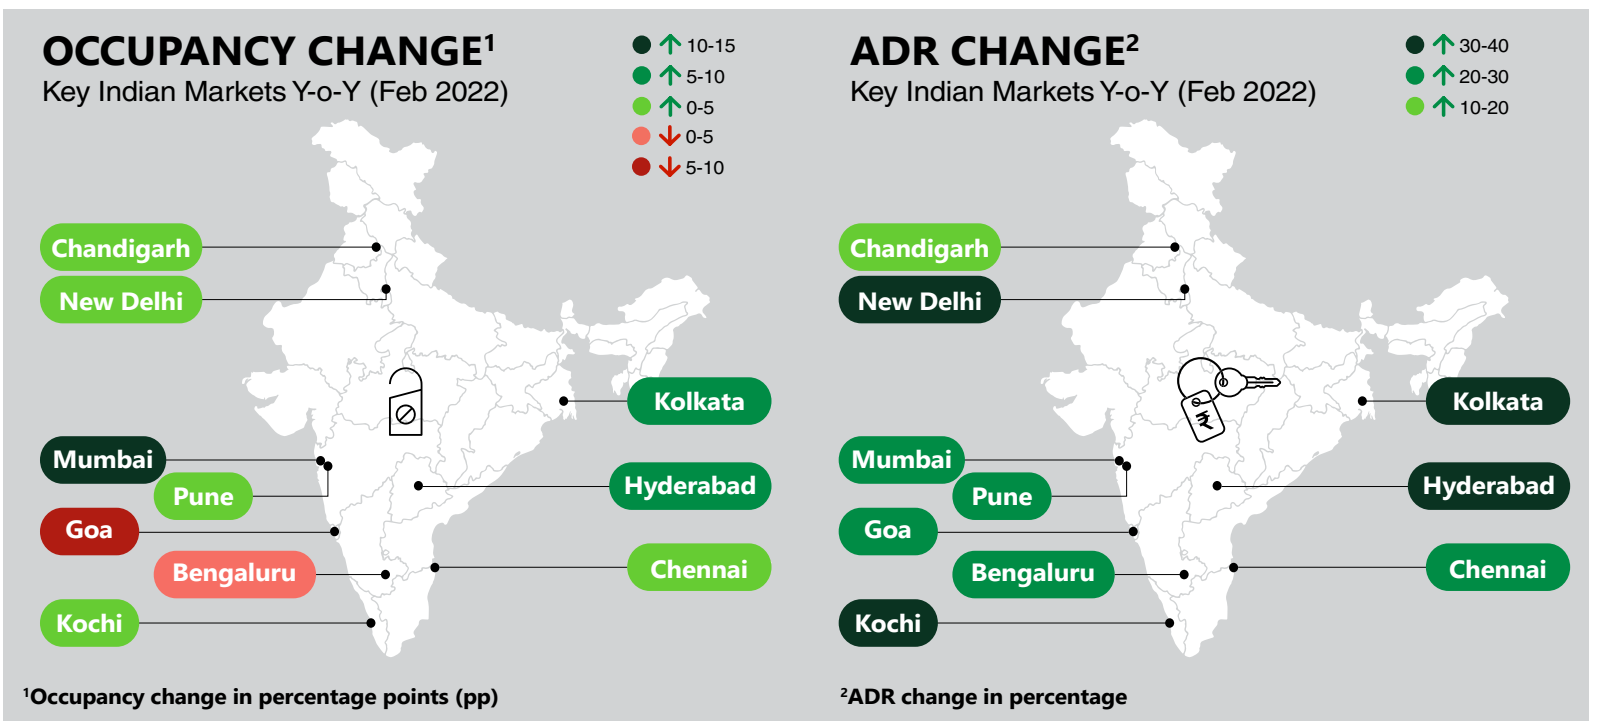 OCCUPANCY CHANGE¹
Key Indian Markets Y-o-Y (Feb 2022)
10-15
5-10
0-5
0-5
5-10
Chandigarh
New Delhi
Kolkata
Mumbai
Pune
Hyderabad
Goa
Bengaluru
Chennai
Kochi
¹Occupancy change in percentage points (pp)
ADR CHANGE²
Key Indian Markets Y-o-Y (Feb 2022)
30-40
20-30
10-20
Chandigarh
New Delhi
₹
Kolkata
Mumbai
Pune
Hyderabad
Goa
Bengaluru
Chennai
Kochi
²ADR change in percentage